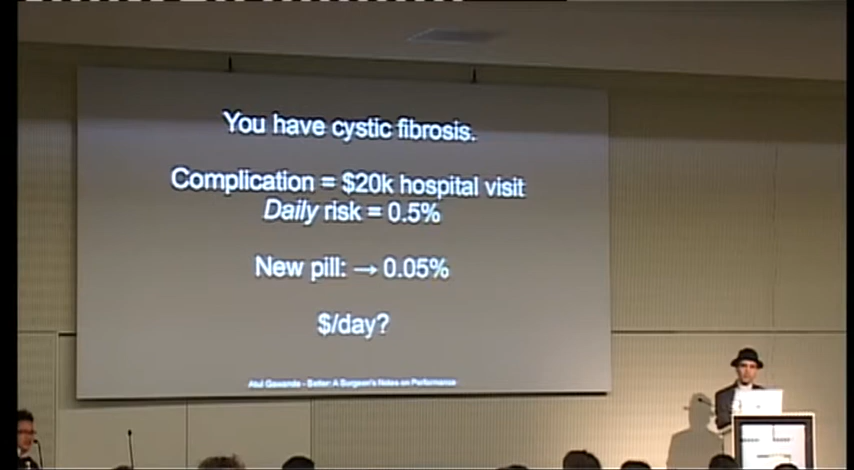 You have cystic fibrosis.
Complication = $20k hospital visit
Daily risk = 0.5%
New pill: → 0.05%
$/day?
Atul Gawande - Better: A Surgeon's Notes on Performance